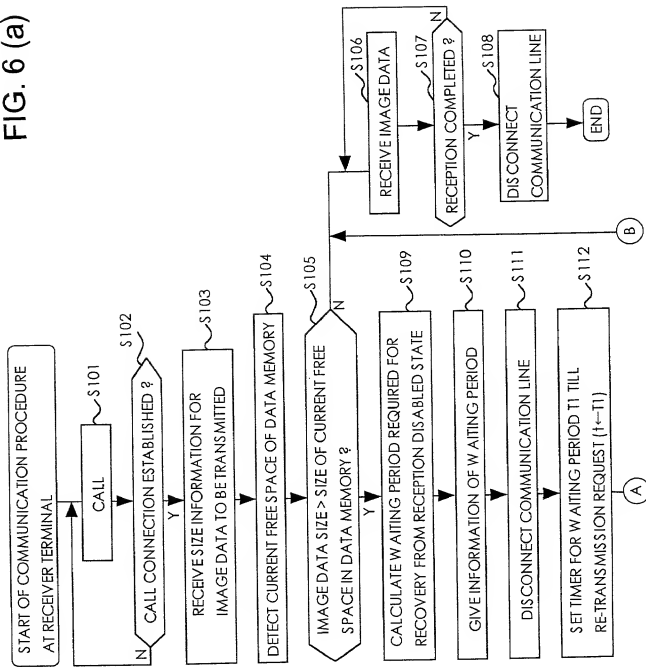 FIG. 6 (a)
START OF COMMUNICATION PROCEDURE
AT RECEIVER TERMINAL
CALL
S101
CALL CONNECTION ESTABLISHED ?
S102
N
Y
RECEIVE SIZE INFORMATION FOR
IMAGE DATA TO BE TRANSMITTED
S103
DETECT CURRENT FREE SPACE OF DATA MEMORY
S104
IMAGE DATA SIZE > SIZE OF CURRENT FREE
SPACE IN DATA MEMORY ?
S105
N
Y
CALCULATE WAITING PERIOD REQUIRED FOR
RECOVERY FROM RECEPTION DISABLED STATE
S109
GIVE INFORMATION OF WAITING PERIOD
S110
DISCONNECT COMMUNICATION LINE
S111
SET TIMER FOR WAITING PERIOD T1 TILL
RE-TRANSMISSION REQUEST (t←T1)
S112
A
B
RECEIVE IMAGE DATA
S106
RECEPTION COMPLETED ?
S107
N
Y
DISCONNECT
COMMUNICATION LINE
S108
END